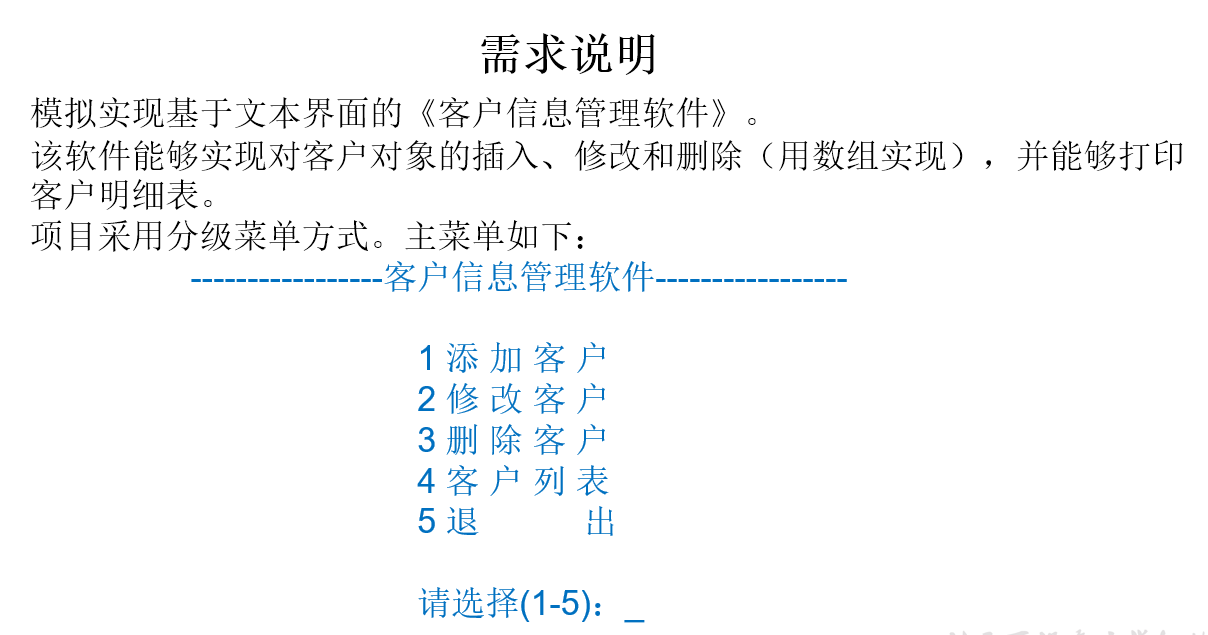 需求说明
模拟实现基于文本界面的《客户信息管理软件》。
该软件能够实现对客户对象的插入、修改和删除（用数组实现），并能够打印
客户明细表。
项目采用分级菜单方式。主菜单如下：
-----------------客户信息管理软件-----------------
1 添 加 客 户
2 修 改 客 户
3 删 除 客 户
4 客 户 列 表
5 退 出
请选择(1-5)：_